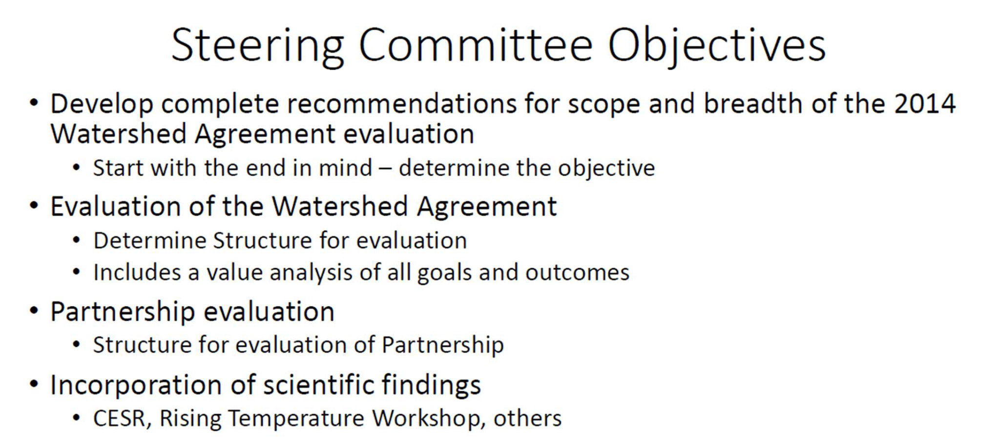 Steering Committee Objectives
• Develop complete recommendations for scope and breadth of the 2014
Watershed Agreement evaluation
• Start with the end in mind – determine the objective
• Evaluation of the Watershed Agreement
• Determine Structure for evaluation
• Includes a value analysis of all goals and outcomes
• Partnership evaluation
• Structure for evaluation of Partnership
• Incorporation of scientific findings
• CESR, Rising Temperature Workshop, others